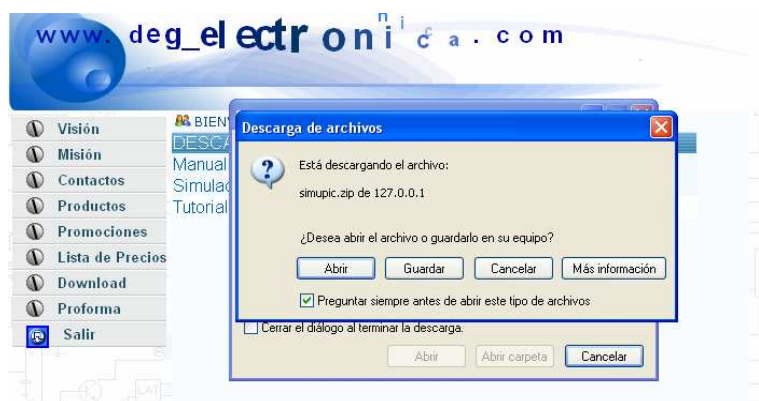 www. deg_electronica.com
Visión
Misión
Contactos
Productos
Promociones
Lista de Precios
Download
Proforma
Salir
BIEN
DESCA
Manual
Simulac
Tutorial
Descarga de archivos
Está descargando el archivo:
simupic.zip de 127.0.0.1
¿Desea abrir el archivo o guardarlo en su equipo?
Abrir Guardar Cancelar Más información
Preguntar siempre antes de abrir este tipo de archivos
Cerrar el diálogo al terminar la descarga.
Abrir Abrir carpeta Cancelar